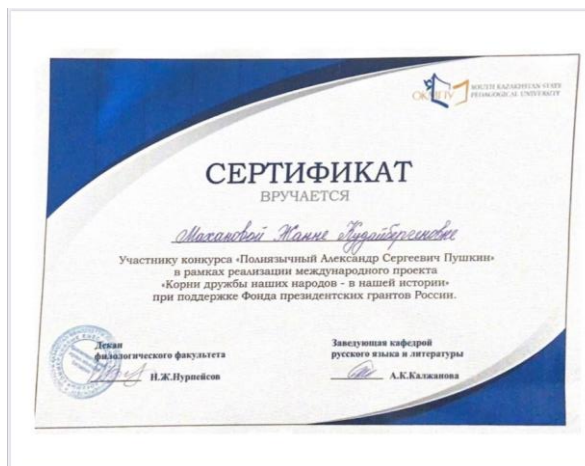 ОКМПУ
SOUTH KAZAKHSTAN STATE
PEDAGOGICAL UNIVERSITY
СЕРТИФИКАТ
ВРУЧАЕТСЯ
Махановой Жанне Кудайбергеновне
Участнику конкурса «Полиязычный Александр Сергеевич Пушкин»
в рамках реализации международного проекта
«Корни дружбы наших народов - в нашей истории»
при поддержке Фонда президентских грантов России.
Декан
филологического факультета
Н.Ж.Нурпейсов
Заведующая кафедрой
русского языка и литературы
А.К.Калжанова